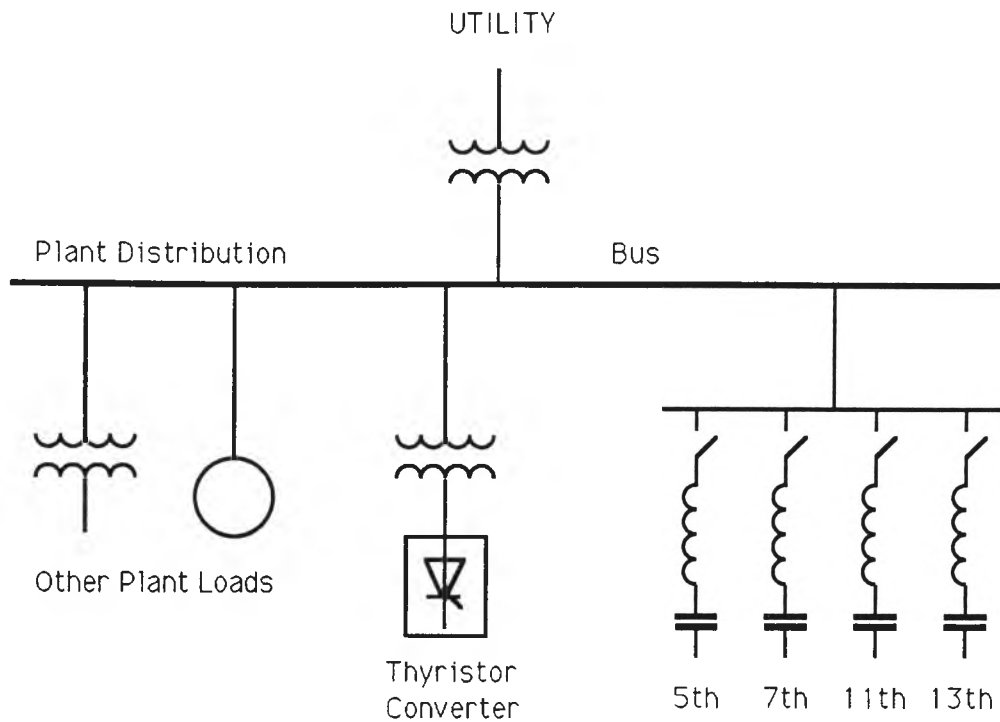 UTILITY
Plant Distribution Bus
Other Plant Loads
Thyristor
Converter
5th 7th 11th 13th